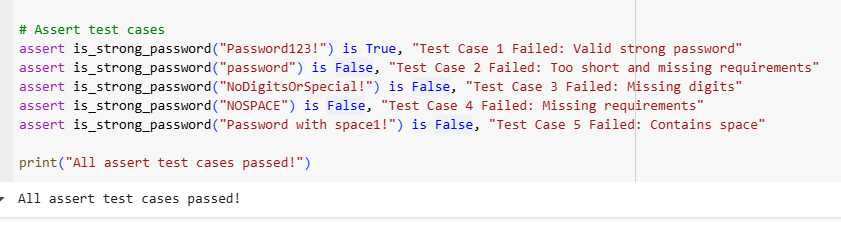 # Assert test cases
assert is_strong_password("Password123!") is True, "Test Case 1 Failed: Valid strong password"
assert is_strong_password("password") is False, "Test Case 2 Failed: Too short and missing requirements"
assert is_strong_password("NoDigitsOrSpecial!") is False, "Test Case 3 Failed: Missing digits"
assert is_strong_password("NOSPACE") is False, "Test Case 4 Failed: Missing requirements"
assert is_strong_password("Password with space1!") is False, "Test Case 5 Failed: Contains space"
print("All assert test cases passed!")
All assert test cases passed!